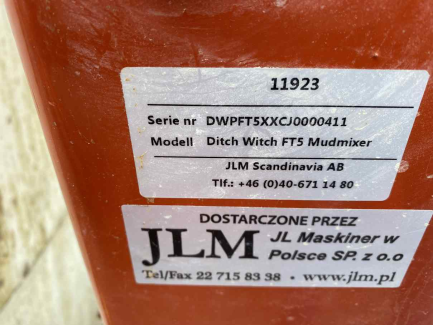 11923
Serie nr DWPFT5XXCJ0000411
Modell Ditch Witch FT5 Mudmixer
JLM Scandinavia AB
Tlf.: +46 (0)40-671 14 80
DOSTARCZONE PRZEZ
JLM JL Maskiner w
Polsce SP. z o.o
Tel/Fax 22 715 83 38 • www.jlm.pl